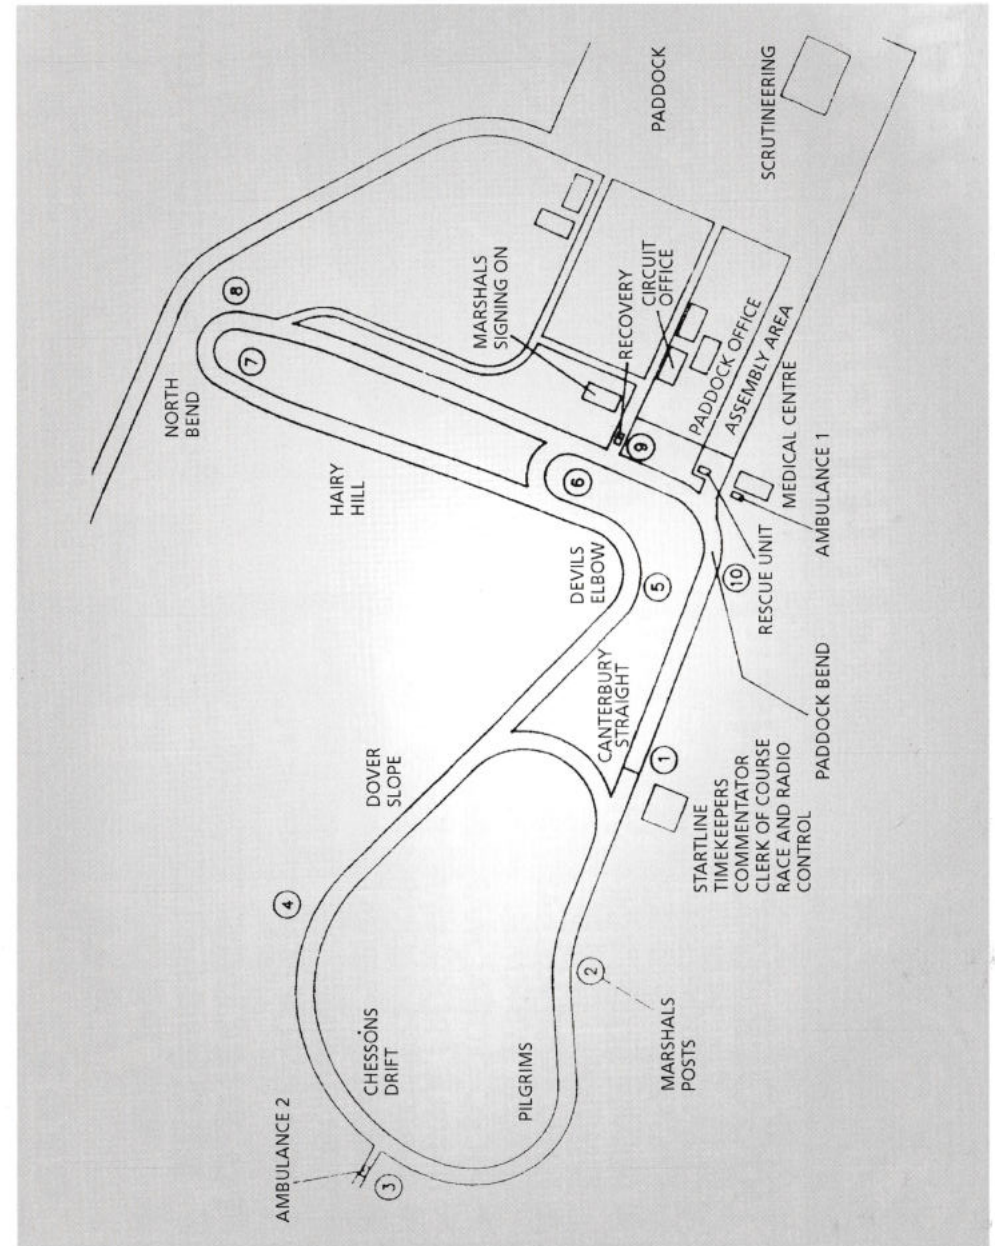 AMBULANCE 2
3
CHESSONS
DRIFT
PILGRIMS
4
2
MARSHALS
POSTS
DOVER
SLOPE
CANTERBURY
STRAIGHT
1
STARTLINE
TIMEKEEPERS
COMMENTATOR
CLERK OF COURSE
RACE AND RADIO
CONTROL
PADDOCK BEND
NORTH
BEND
HAIRY
HILL
DEVILS
ELBOW
5
6
7
8
9
10
RESCUE UNIT
AMBULANCE 1
MEDICAL CENTRE
MARSHALS
SIGNING ON
RECOVERY
CIRCUIT
OFFICE
PADDOCK OFFICE
ASSEMBLY AREA
PADDOCK
SCRUTINEERING